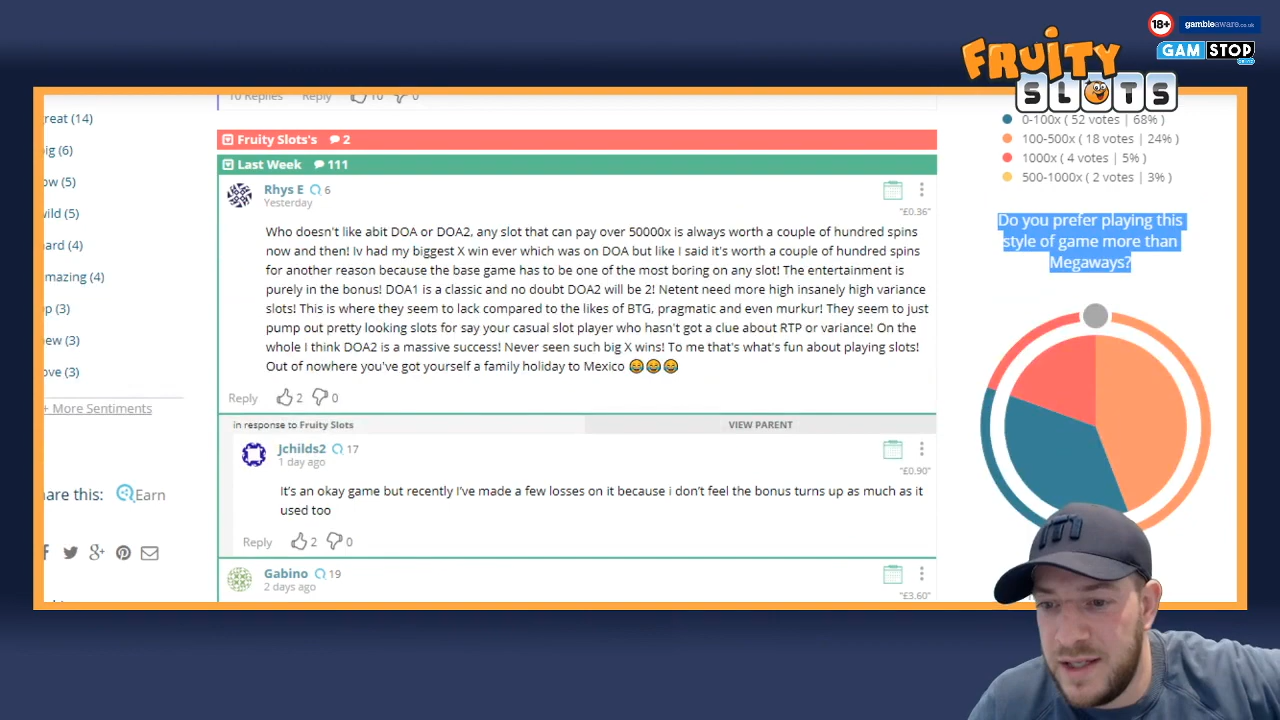 18+
gambleaware.co.uk
GAMSTOP
FRUITY
SLOTS
10 Replies Reply 10 0
reat (14)
ig (6)
ow (5)
vild (5)
ard (4)
mazing (4)
p (3)
ew (3)
ove (3)
+ More Sentiments
are this: Earn
Fruity Slots's 2
Last Week 111
Rhys E 6
Yesterday
"£0.36"
Who doesn't like abit DOA or DOA2, any slot that can pay over 50000x is always worth a couple of hundred spins
now and then! Iv had my biggest X win ever which was on DOA but like I said it's worth a couple of hundred spins
for another reason because the base game has to be one of the most boring on any slot! The entertainment is
purely in the bonus! DOA1 is a classic and no doubt DOA2 will be 2! Netent need more high insanely high variance
slots! This is where they seem to lack compared to the likes of BTG, pragmatic and even murkur! They seem to just
pump out pretty looking slots for say your casual slot player who hasn't got a clue about RTP or variance! On the
whole I think DOA2 is a massive success! Never seen such big X wins! To me that's what's fun about playing slots!
Out of nowhere you've got yourself a family holiday to Mexico 😂😂😂
Reply 2 0
in response to Fruity Slots VIEW PARENT
Jchilds2 17
1 day ago
"£0.90"
It's an okay game but recently I've made a few losses on it because i don't feel the bonus turns up as much as it
used too
Reply 2 0
Gabino 19
2 days ago
"£3.60"
0-100x ( 52 votes | 68% )
100-500x ( 18 votes | 24% )
1000x ( 4 votes | 5% )
500-1000x ( 2 votes | 3% )
Do you prefer playing this
style of game more than
Megaways?